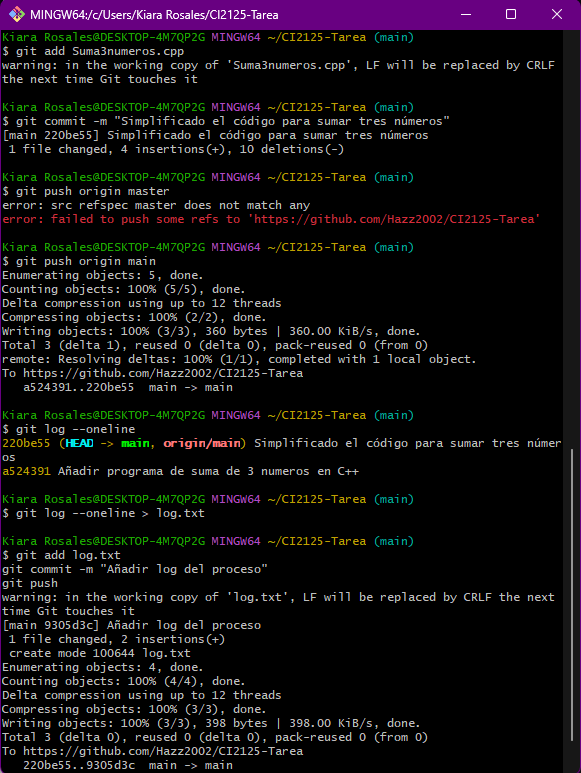 MINGW64:/c/Users/Kiara Rosales/CI2125-Tarea
Kiara Rosales@DESKTOP-4M7QP2G MINGW64 ~/CI2125-Tarea (main)
$ git add Suma3numeros.cpp
warning: in the working copy of 'Suma3numeros.cpp', LF will be replaced by CRLF
the next time Git touches it
Kiara Rosales@DESKTOP-4M7QP2G MINGW64 ~/CI2125-Tarea (main)
$ git commit -m "Simplificado el código para sumar tres números"
[main 220be55] Simplificado el código para sumar tres números
1 file changed, 4 insertions(+), 10 deletions(-)
Kiara Rosales@DESKTOP-4M7QP2G MINGW64 ~/CI2125-Tarea (main)
$ git push origin master
error: src refspec master does not match any
error: failed to push some refs to 'https://github.com/Hazz2002/CI2125-Tarea'
Kiara Rosales@DESKTOP-4M7QP2G MINGW64 ~/CI2125-Tarea (main)
$ git push origin main
Enumerating objects: 5, done.
Counting objects: 100% (5/5), done.
Delta compression using up to 12 threads
Compressing objects: 100% (2/2), done.
Writing objects: 100% (3/3), 360 bytes | 360.00 KiB/s, done.
Total 3 (delta 1), reused 0 (delta 0), pack-reused 0 (from 0)
remote: Resolving deltas: 100% (1/1), completed with 1 local object.
To https://github.com/Hazz2002/CI2125-Tarea
a524391..220be55  main -> main
Kiara Rosales@DESKTOP-4M7QP2G MINGW64 ~/CI2125-Tarea (main)
$ git log --oneline
220be55 (HEAD -> main, origin/main) Simplificado el código para sumar tres númer
os
a524391 Añadir programa de suma de 3 numeros en C++
Kiara Rosales@DESKTOP-4M7QP2G MINGW64 ~/CI2125-Tarea (main)
$ git log --oneline > log.txt
Kiara Rosales@DESKTOP-4M7QP2G MINGW64 ~/CI2125-Tarea (main)
$ git add log.txt
git commit -m "Añadir log del proceso"
git push
warning: in the working copy of 'log.txt', LF will be replaced by CRLF the next
time Git touches it
[main 9305d3c] Añadir log del proceso
1 file changed, 2 insertions(+)
create mode 100644 log.txt
Enumerating objects: 4, done.
Counting objects: 100% (4/4), done.
Delta compression using up to 12 threads
Compressing objects: 100% (3/3), done.
Writing objects: 100% (3/3), 398 bytes | 398.00 KiB/s, done.
Total 3 (delta 0), reused 0 (delta 0), pack-reused 0 (from 0)
To https://github.com/Hazz2002/CI2125-Tarea
220be55..9305d3c  main -> main